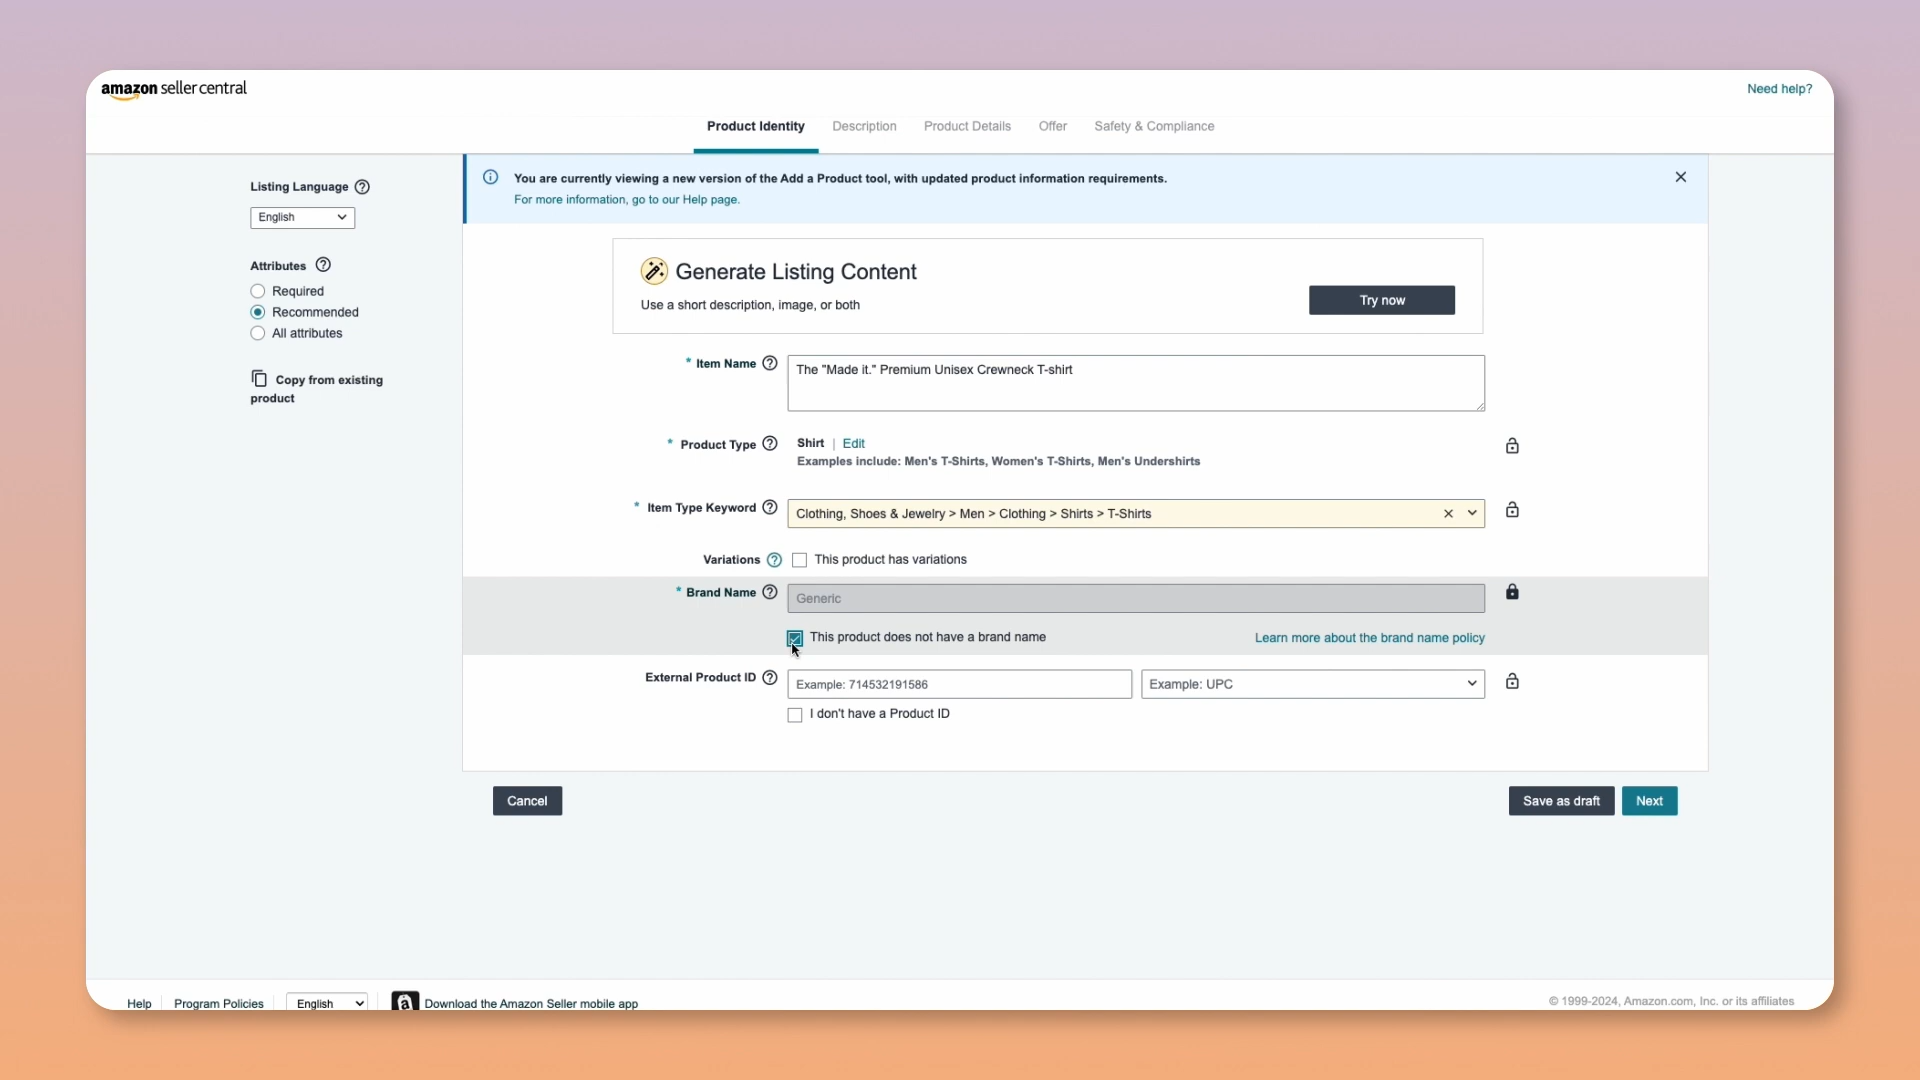 amazon seller central
Need help?
Product Identity
Description
Product Details
Offer
Safety & Compliance
Listing Language
English
Attributes
Required
Recommended
All attributes
Copy from existing
product
You are currently viewing a new version of the Add a Product tool, with updated product information requirements.
For more information, go to our Help page.
Generate Listing Content
Use a short description, image, or both
Try now
* Item Name
The "Made it." Premium Unisex Crewneck T-shirt
* Product Type
Shirt | Edit
Examples include: Men's T-Shirts, Women's T-Shirts, Men's Undershirts
* Item Type Keyword
Clothing, Shoes & Jewelry > Men > Clothing > Shirts > T-Shirts
Variations
This product has variations
* Brand Name
Generic
This product does not have a brand name
Learn more about the brand name policy
External Product ID
Example: 714532191586
Example: UPC
I don't have a Product ID
Cancel
Save as draft
Next
Help
Program Policies
English
Download the Amazon Seller mobile app
© 1999-2024, Amazon.com, Inc. or its affiliates